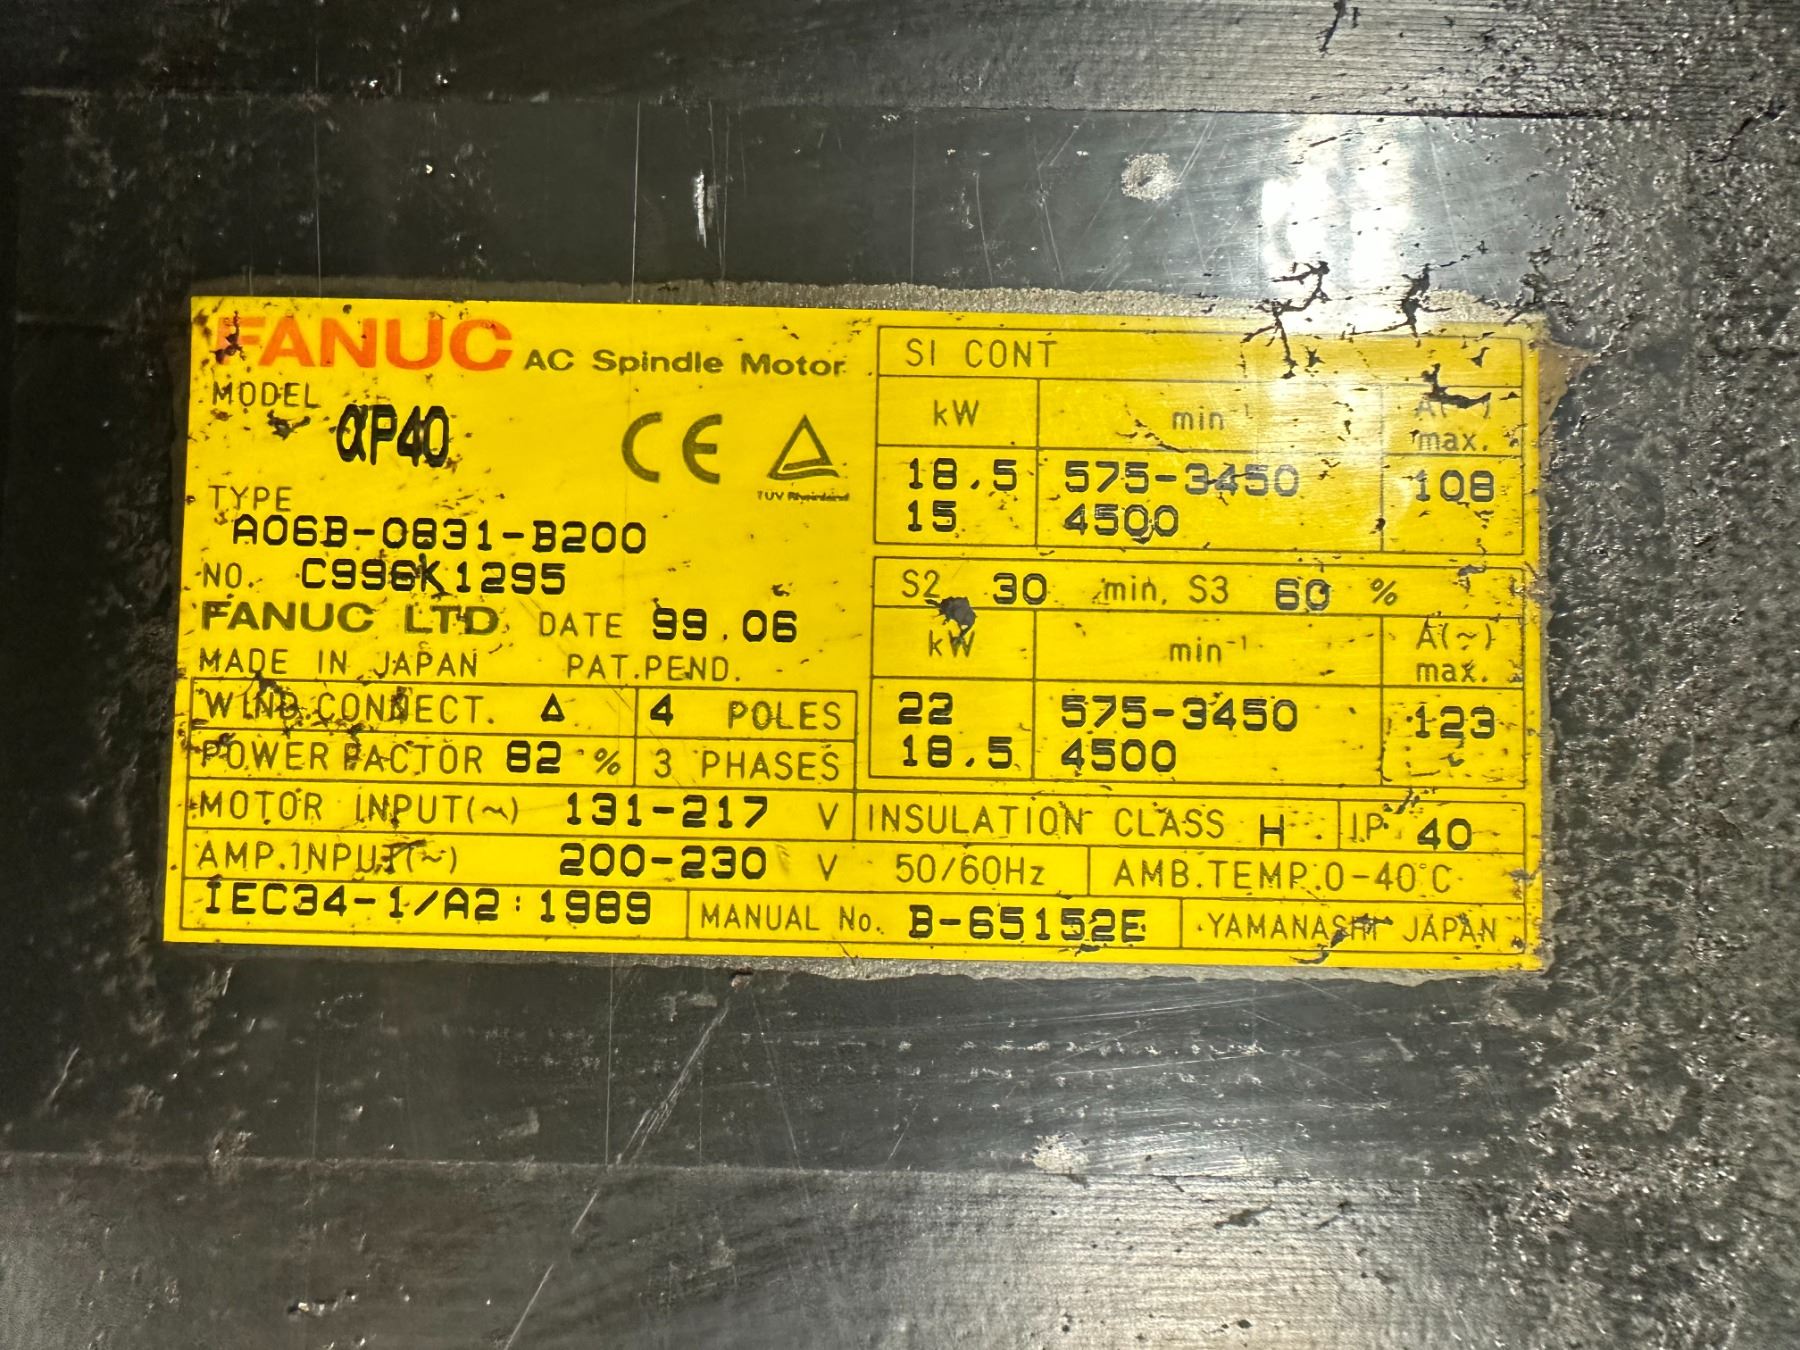 FANUC AC Spindle Motor
MODEL
αP40
CE
TUV Rheinland
TYPE
A06B-0831-B200
NO. C996K1295
FANUC LTD DATE 99.06
MADE IN JAPAN PAT.PEND.
WIND.CONNECT. Δ 4 POLES
POWER FACTOR 82 % 3 PHASES
MOTOR INPUT(~) 131-217 V
AMP.INPUT(~) 200-230 V 50/60Hz
IEC34-1/A2:1989
S1 CONT
kW min⁻¹ A(~) max.
18.5 575-3450 108
15 4500
S2 30 min, S3 60 %
kW min⁻¹ A(~) max.
22 575-3450 123
18.5 4500
INSULATION CLASS H I.P. 40
AMB.TEMP.0-40°C
MANUAL No. B-65152E
YAMANASHI JAPAN